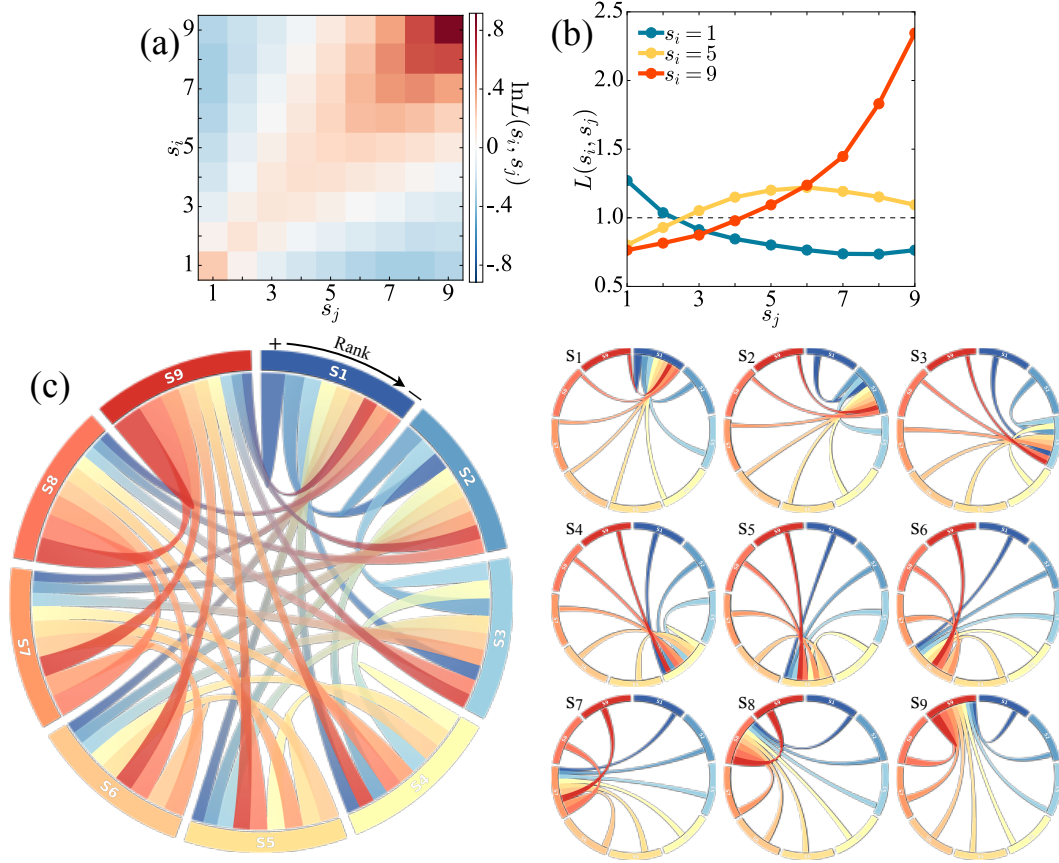 (a)
9
7
5
3
1
s_i
1 3 5 7 9
s_j
.8
.4
0
-.4
-.8
lnL(s_i, s_j)
(b)
2.5
2.0
1.5
1.0
0.5
L(s_i, s_j)
s_i = 1
s_i = 5
s_i = 9
1 3 5 7 9
s_j
(c)
+ Rank -
S1
S2
S3
S4
S5
S6
S7
S8
S9
S1 S2 S3
S4 S5 S6
S7 S8 S9